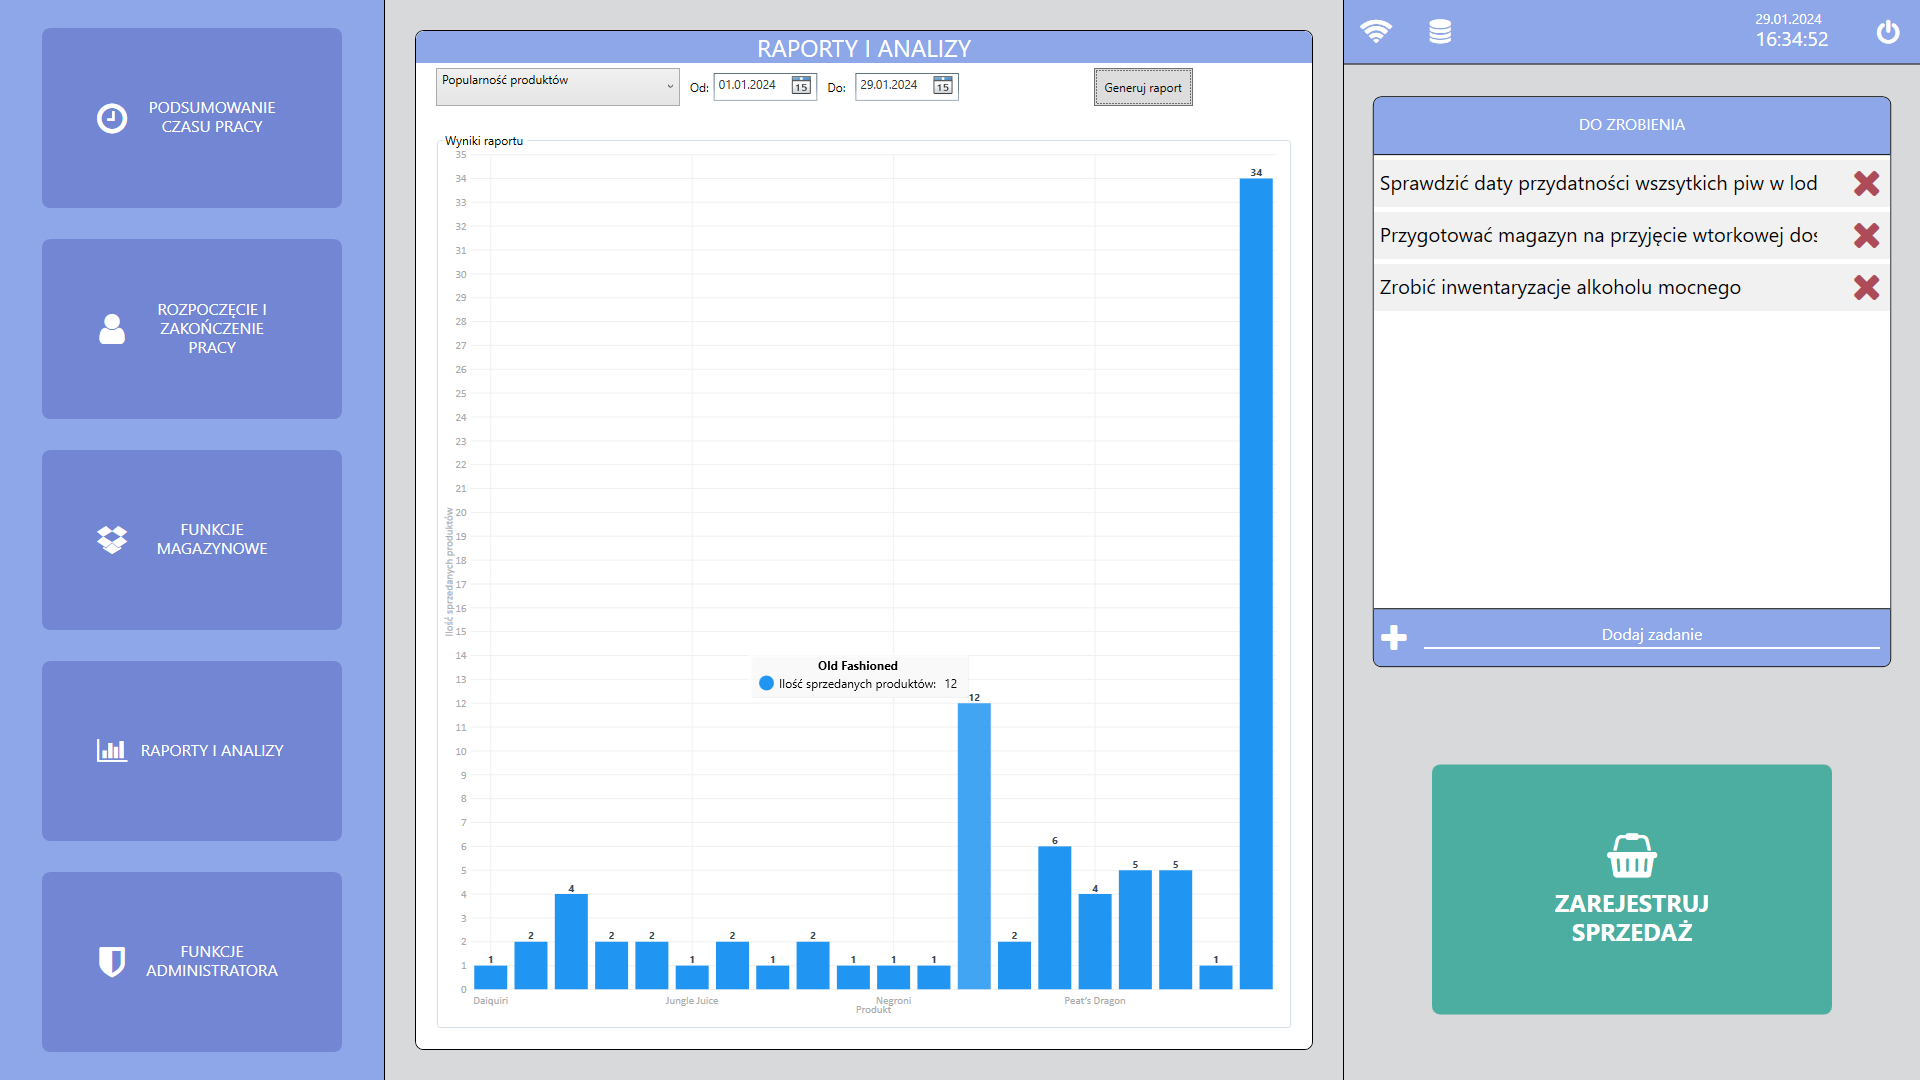 PODSUMOWANIE
CZASU PRACY
ROZPOCZĘCIE I
ZAKOŃCZENIE
PRACY
FUNKCJE
MAGAZYNOWE
RAPORTY I ANALIZY
FUNKCJE
ADMINISTRATORA
RAPORTY I ANALIZY
Popularność produktów
Od: 01.01.2024 15 Do: 29.01.2024 15
Generuj raport
Wyniki raportu
35
34
33
32
31
30
29
28
27
26
25
24
23
22
21
20
19
18
17
16
15
14
13
12
11
10
9
8
7
6
5
4
3
2
1
0
Ilość sprzedanych produktów
1
2
4
2
2
1
2
1
2
1
1
1
12
2
6
4
5
5
1
34
Old Fashioned
Ilość sprzedanych produktów: 12
Daiquiri
Jungle Juice
Negroni
Peat's Dragon
Produkt
29.01.2024
16:34:52
DO ZROBIENIA
Sprawdzić daty przydatności wszsytkich piw w lod
Przygotować magazyn na przyjęcie wtorkowej dos
Zrobić inwentaryzacje alkoholu mocnego
Dodaj zadanie
ZAREJESTRUJ
SPRZEDAŻ